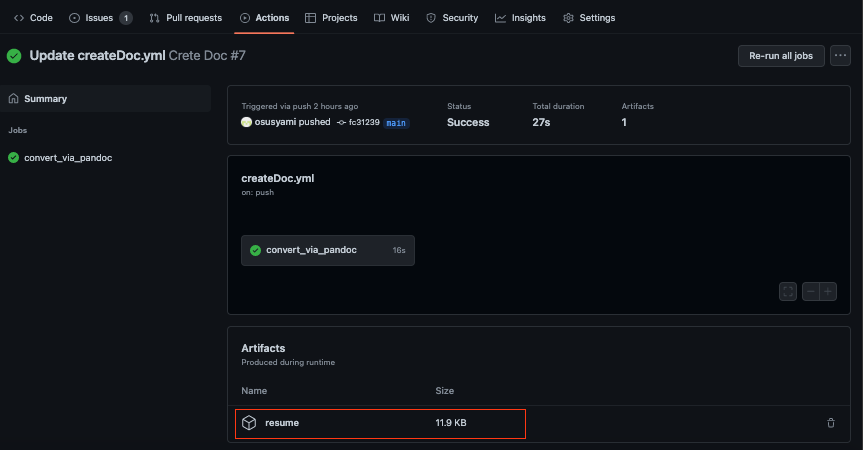 Code Issues 1 Pull requests Actions Projects Wiki Security Insights Settings
Update createDoc.yml Crete Doc #7
Re-run all jobs
Summary
Jobs
convert_via_pandoc
Triggered via push 2 hours ago
osusyami pushed fc31239 main
Status
Success
Total duration
27s
Artifacts
1
createDoc.yml
on: push
convert_via_pandoc 16s
Artifacts
Produced during runtime
Name Size
resume 11.9 KB